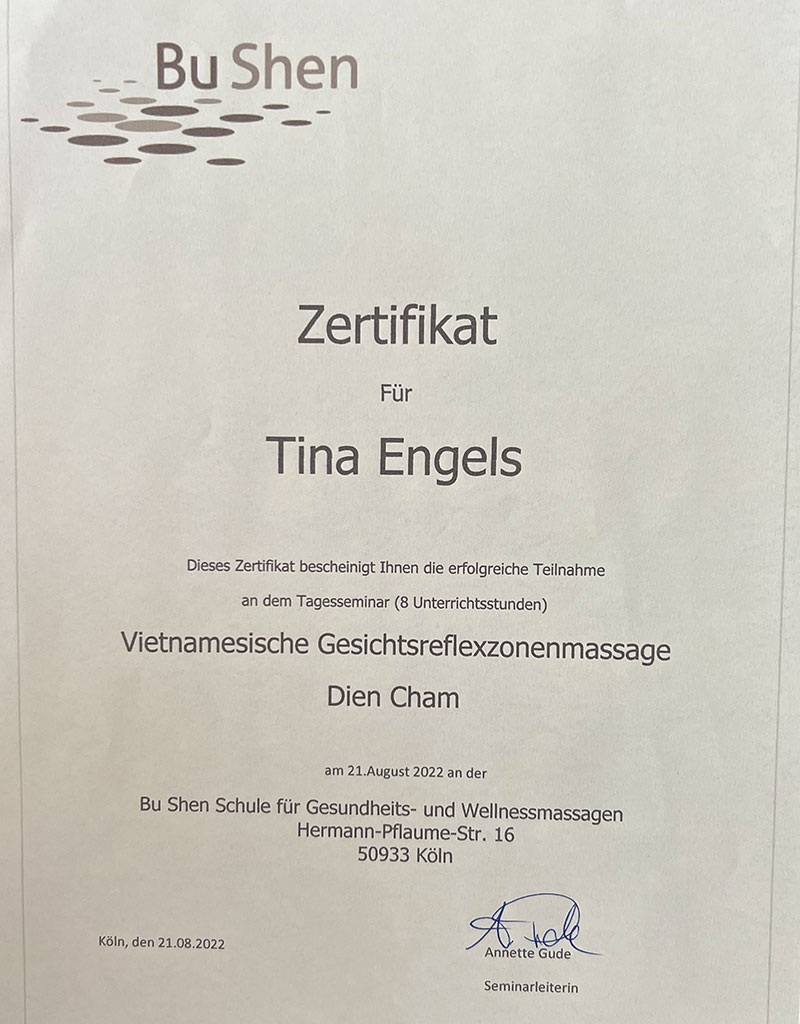 Bu Shen
Zertifikat
Für
Tina Engels
Dieses Zertifikat bescheinigt Ihnen die erfolgreiche Teilnahme
an dem Tagesseminar (8 Unterrichtsstunden)
Vietnamesische Gesichtsreflexzonenmassage
Dien Cham
am 21.August 2022 an der
Bu Shen Schule für Gesundheits- und Wellnessmassagen
Hermann-Pflaume-Str. 16
50933 Köln
Köln, den 21.08.2022
Annette Gude
Seminarleiterin